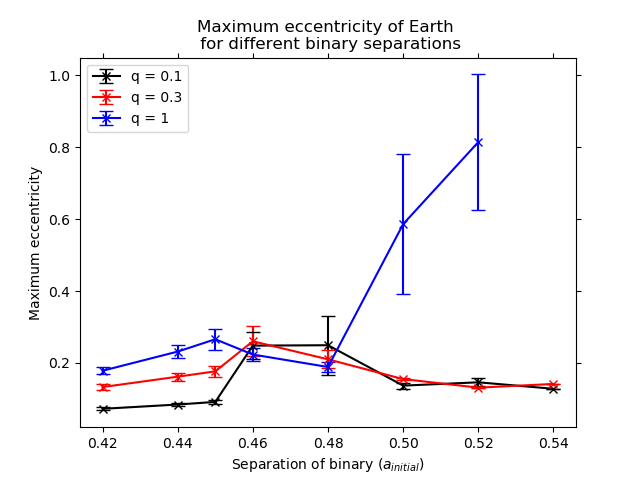 Maximum eccentricity of Earth
for different binary separations
q = 0.1
q = 0.3
q = 1
1.0
0.8
0.6
0.4
0.2
Maximum eccentricity
0.42 0.44 0.46 0.48 0.50 0.52 0.54
Separation of binary (a_initial)